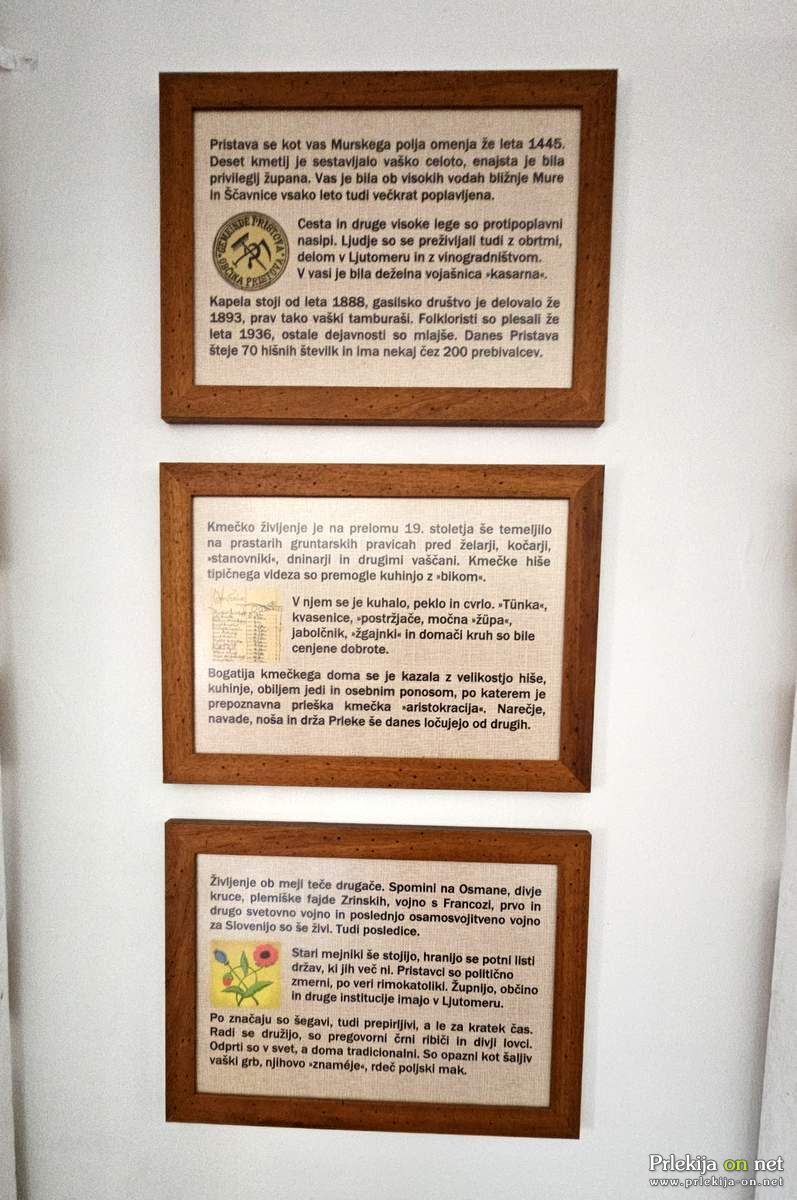 Pristava se kot vas Murskega polja omenja že leta 1445.
Deset kmetij je sestavljalo vaško celoto, enajsta je bila
privilegij župana. Vas je bila ob visokih vodah bližnje Mure
in Ščavnice vsako leto tudi večkrat poplavljena.
GEMEINDE PRISTOVA
OBČINA PRISTOVA
Cesta in druge visoke lege so protipoplavni
nasipi. Ljudje so se preživljali tudi z obrtmi,
delom v Ljutomeru in z vinogradništvom.
V vasi je bila deželna vojašnica »kasarna«.
Kapela stoji od leta 1888, gasilsko društvo je delovalo že
1893, prav tako vaški tamburaši. Folkloristi so plesali že
leta 1936, ostale dejavnosti so mlajše. Danes Pristava
šteje 70 hišnih številk in ima nekaj čez 200 prebivalcev.
Kmečko življenje je na prelomu 19. stoletja še temeljilo
na prastarih gruntarskih pravicah pred želarji, kočarji,
»stanovniki«, dninarji in drugimi vaščani. Kmečke hiše
tipičnega videza so premogle kuhinjo z »bikom«.
V njem se je kuhalo, peklo in cvrlo. »Tünka«,
kvasenice, »postržjače, močna »žüpa«,
jabolčnik, »žgajnki« in domači kruh so bile
cenjene dobrote.
Bogatija kmečkega doma se je kazala z velikostjo hiše,
kuhinje, obiljem jedi in osebnim ponosom, po katerem je
prepoznavna prleška kmečka »aristokracija«. Narečje,
navade, noša in drža Prleke še danes ločujejo od drugih.
Življenje ob meji teče drugače. Spomini na Osmane, divje
kruce, plemiške fajde Zrinskih, vojno s Francozi, prvo in
drugo svetovno vojno in poslednjo osamosvojitveno vojno
za Slovenijo so še živi. Tudi posledice.
Stari mejniki še stojijo, hranijo se potni listi
držav, ki jih več ni. Pristavci so politično
zmerni, po veri rimokatoliki. Župnijo, občino
in druge institucije imajo v Ljutomeru.
Po značaju so šegavi, tudi prepirljivi, a le za kratek čas.
Radi se družijo, so pregovorni črni ribiči in divji lovci.
Odprti so v svet, a doma tradicionalni. So opazni kot šaljiv
vaški grb, njihovo »znaméje«, rdeč poljski mak.
Prlekija on net
www.prlekija-on.net